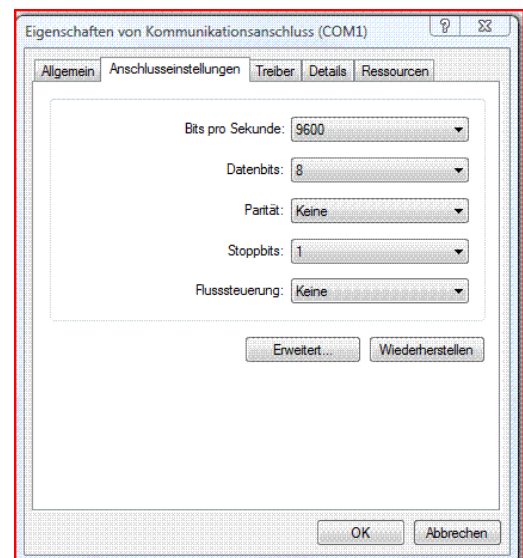 Eigenschaften von Kommunikationsanschluss (COM1)
Allgemein Anschlusseinstellungen Treiber Details Ressourcen
Bits pro Sekunde: 9600
Datenbits: 8
Parität: Keine
Stoppbits: 1
Flusssteuerung: Keine
Erweitert... Wiederherstellen
OK Abbrechen